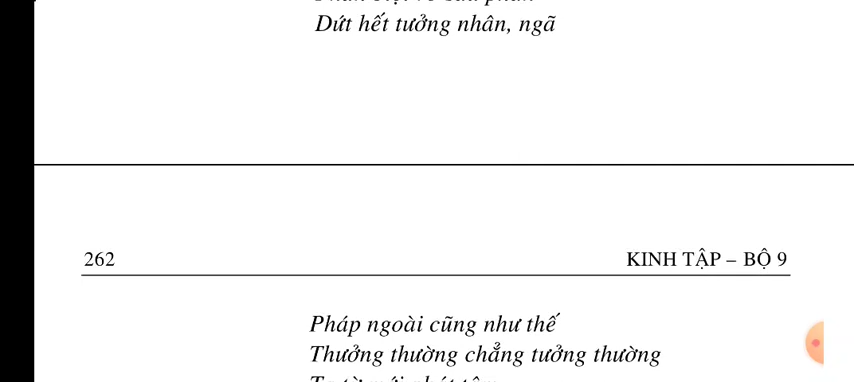 Dứt hết tưởng nhân, ngã
262 KINH TẬP – BỘ 9
Pháp ngoài cũng như thế
Thưởng thường chẳng tưởng thường